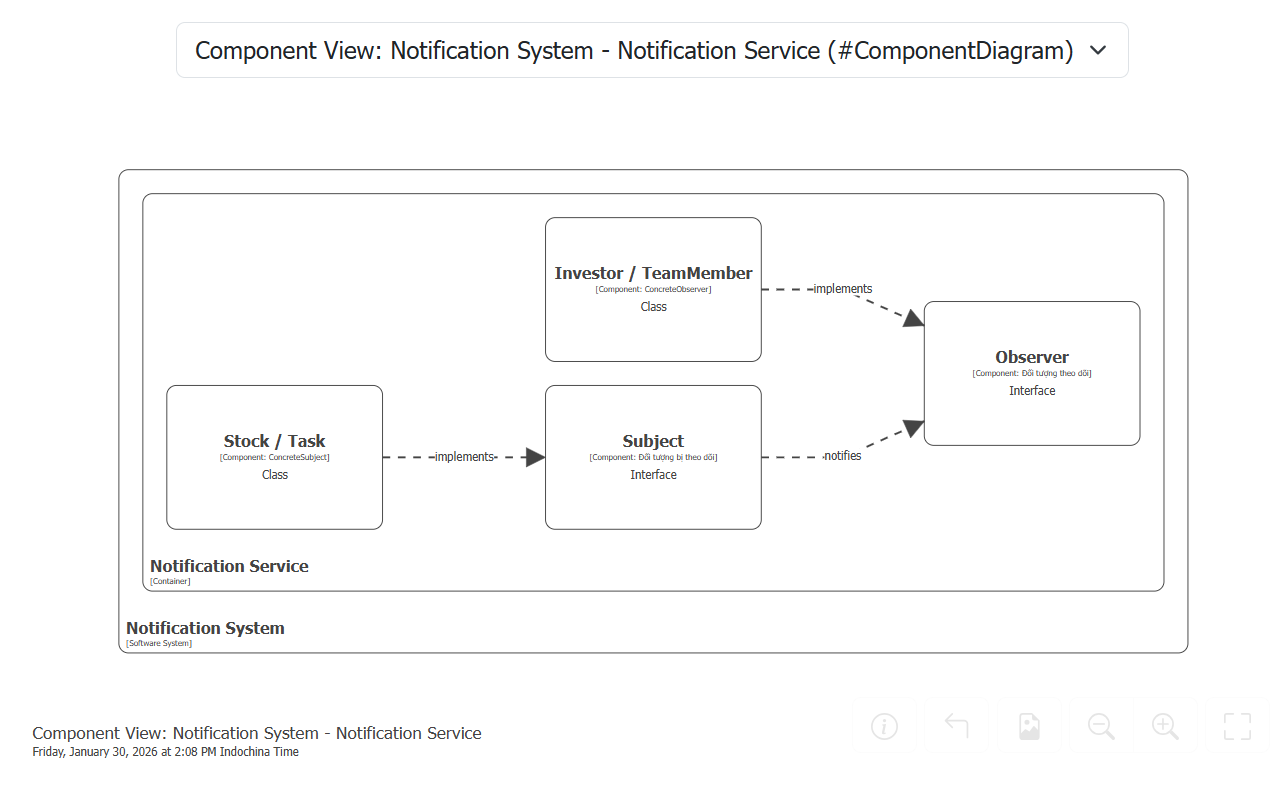 Component View: Notification System - Notification Service (#ComponentDiagram)
Investor / TeamMember
[Component: ConcreteObserver]
Class
implements
Observer
[Component: Đối tượng theo dõi]
Interface
Stock / Task
[Component: ConcreteSubject]
Class
implements
Subject
[Component: Đối tượng bị theo dõi]
Interface
notifies
Notification Service
[Container]
Notification System
[Software System]
Component View: Notification System - Notification Service
Friday, January 30, 2026 at 2:08 PM Indochina Time